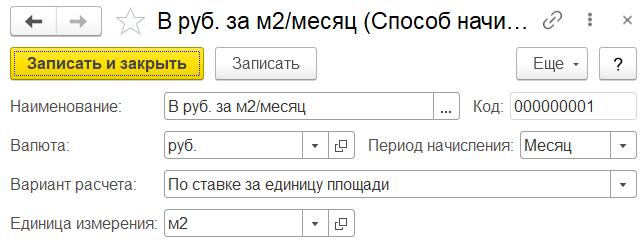 В руб. за м2/месяц (Способ начи...
Записать и закрыть Записать Еще ?
Наименование: В руб. за м2/месяц ... Код: 000000001
Валюта: руб. Период начисления: Месяц
Вариант расчета: По ставке за единицу площади
Единица измерения: м2